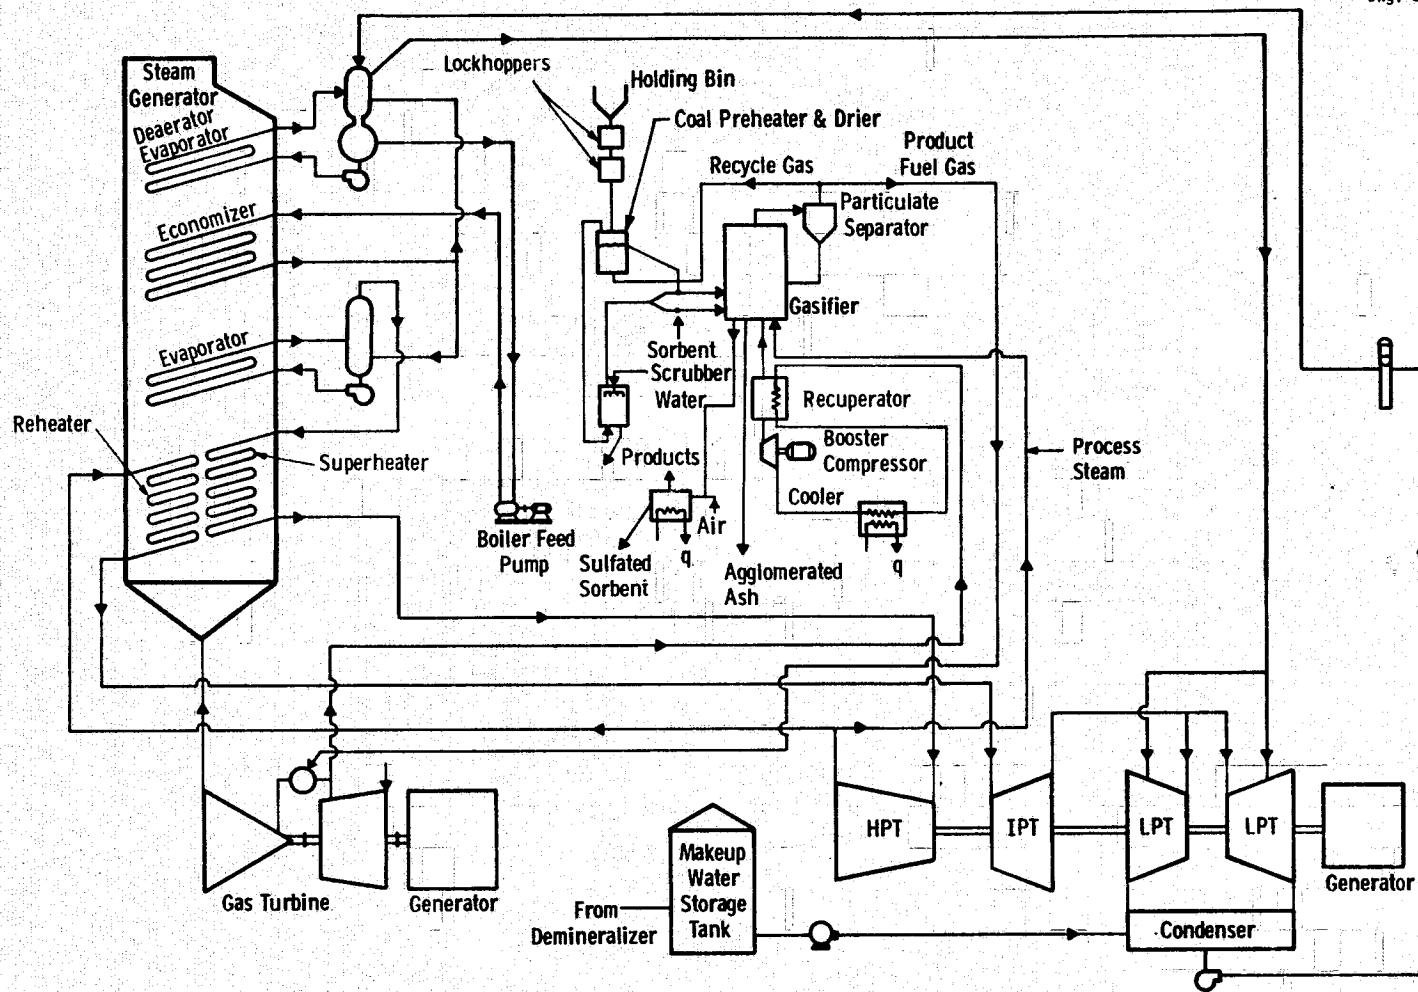 Steam
Generator
Deaerator
Evaporator
Economizer
Evaporator
Reheater
Superheater
Lockhoppers
Holding Bin
Coal Preheater & Drier
Recycle Gas
Product
Fuel Gas
Particulate
Separator
Gasifier
Sorbent
Scrubber
Water
Recuperator
Booster
Compressor
Products
Cooler
Process
Steam
Boiler Feed
Pump
Air
Sulfated
Sorbent
q
Agglomerated
Ash
q
Gas Turbine
Generator
HPT
IPT
LPT
LPT
Generator
Makeup
Water
Storage
Tank
From
Demineralizer
Condenser